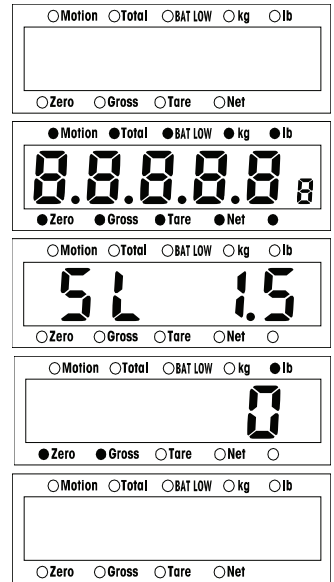 Motion Total BAT LOW kg lb
Zero Gross Tare Net
Motion Total BAT LOW kg lb
8.8.8.8.8 8
Zero Gross Tare Net
Motion Total BAT LOW kg lb
SL 1.5
Zero Gross Tare Net
Motion Total BAT LOW kg lb
0
Zero Gross Tare Net
Motion Total BAT LOW kg lb
Zero Gross Tare Net